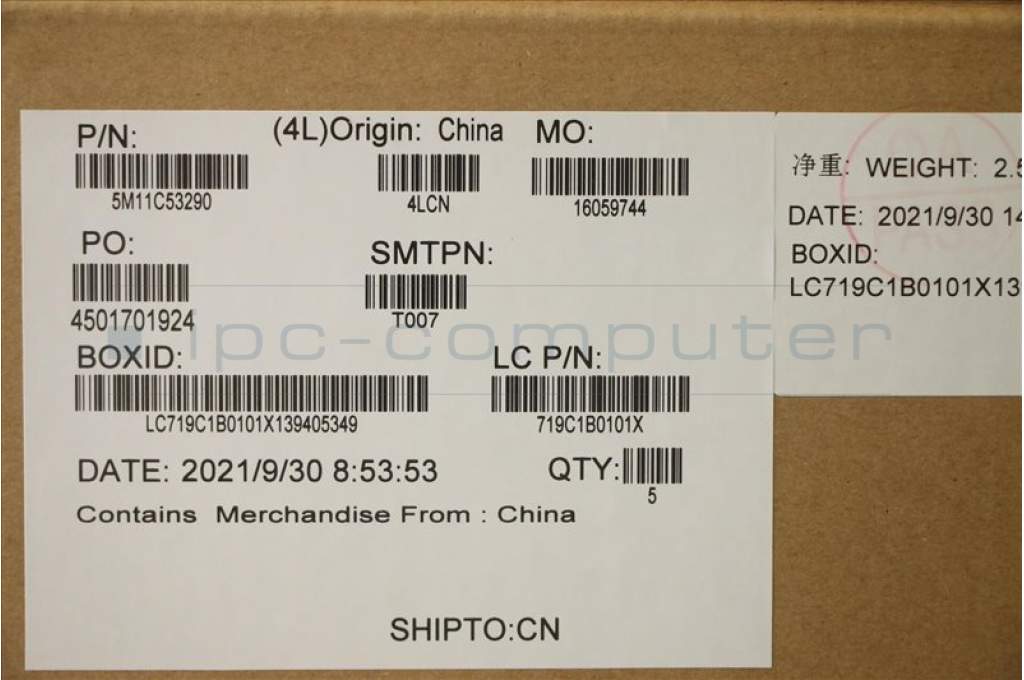 P/N: (4L)Origin: China MO:
5M11C53290 4LCN 16059744
PO: SMTPN:
4501701924 T007
BOXID: LC P/N:
LC719C1B0101X139405349 719C1B0101X
DATE: 2021/9/30 8:53:53 QTY:
5
Contains Merchandise From : China
SHIPTO:CN
净重: WEIGHT: 2.5
DATE: 2021/9/30 14
BOXID:
LC719C1B0101X13
ipc-computer